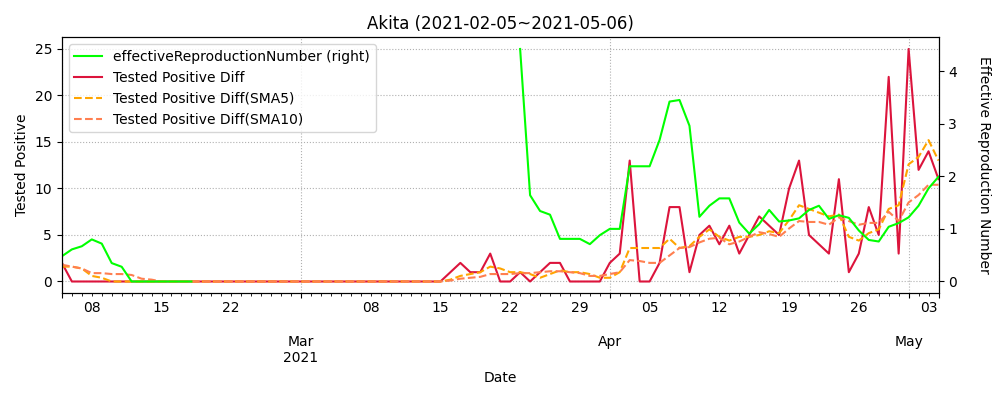 Akita (2021-02-05~2021-05-06)
effectiveReproductionNumber (right)
Tested Positive Diff
Tested Positive Diff(SMA5)
Tested Positive Diff(SMA10)
Tested Positive
25
20
15
10
5
0
Effective Reproduction Number
4
3
2
1
0
08 15 22 08 15 22 29 05 12 19 26 03
Mar Apr May
2021
Date